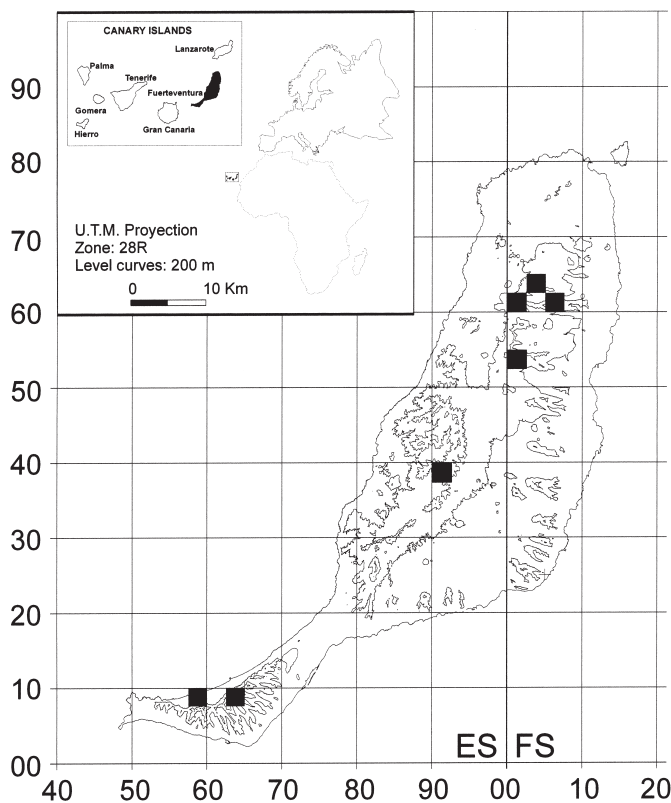 CANARY ISLANDS
Lanzarote
Palma
Tenerife
Fuerteventura
Gomera
Hierro
Gran Canaria
U.T.M. Proyection
Zone: 28R
Level curves: 200 m
0 10 Km
90
80
70
60
50
40
30
20
10
00
ES FS
40 50 60 70 80 90 00 10 20